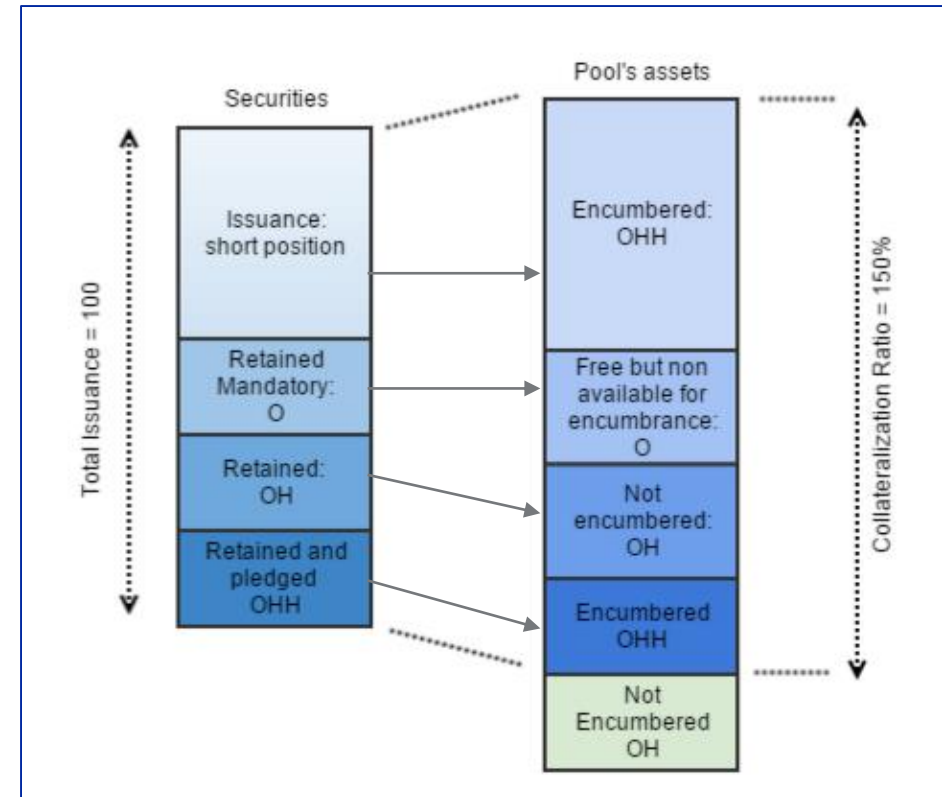 Pool's assets
Securities
Total Issuance = 100
Issuance:
short position
Retained
Mandatory:
O
Retained:
OH
Retained and
pledged
OHH
Encumbered:
OHH
Free but non
available for
encumbrance:
O
Not
encumbered:
OH
Encumbered
OHH
Not
Encumbered
OH
Collateralization Ratio = 150%